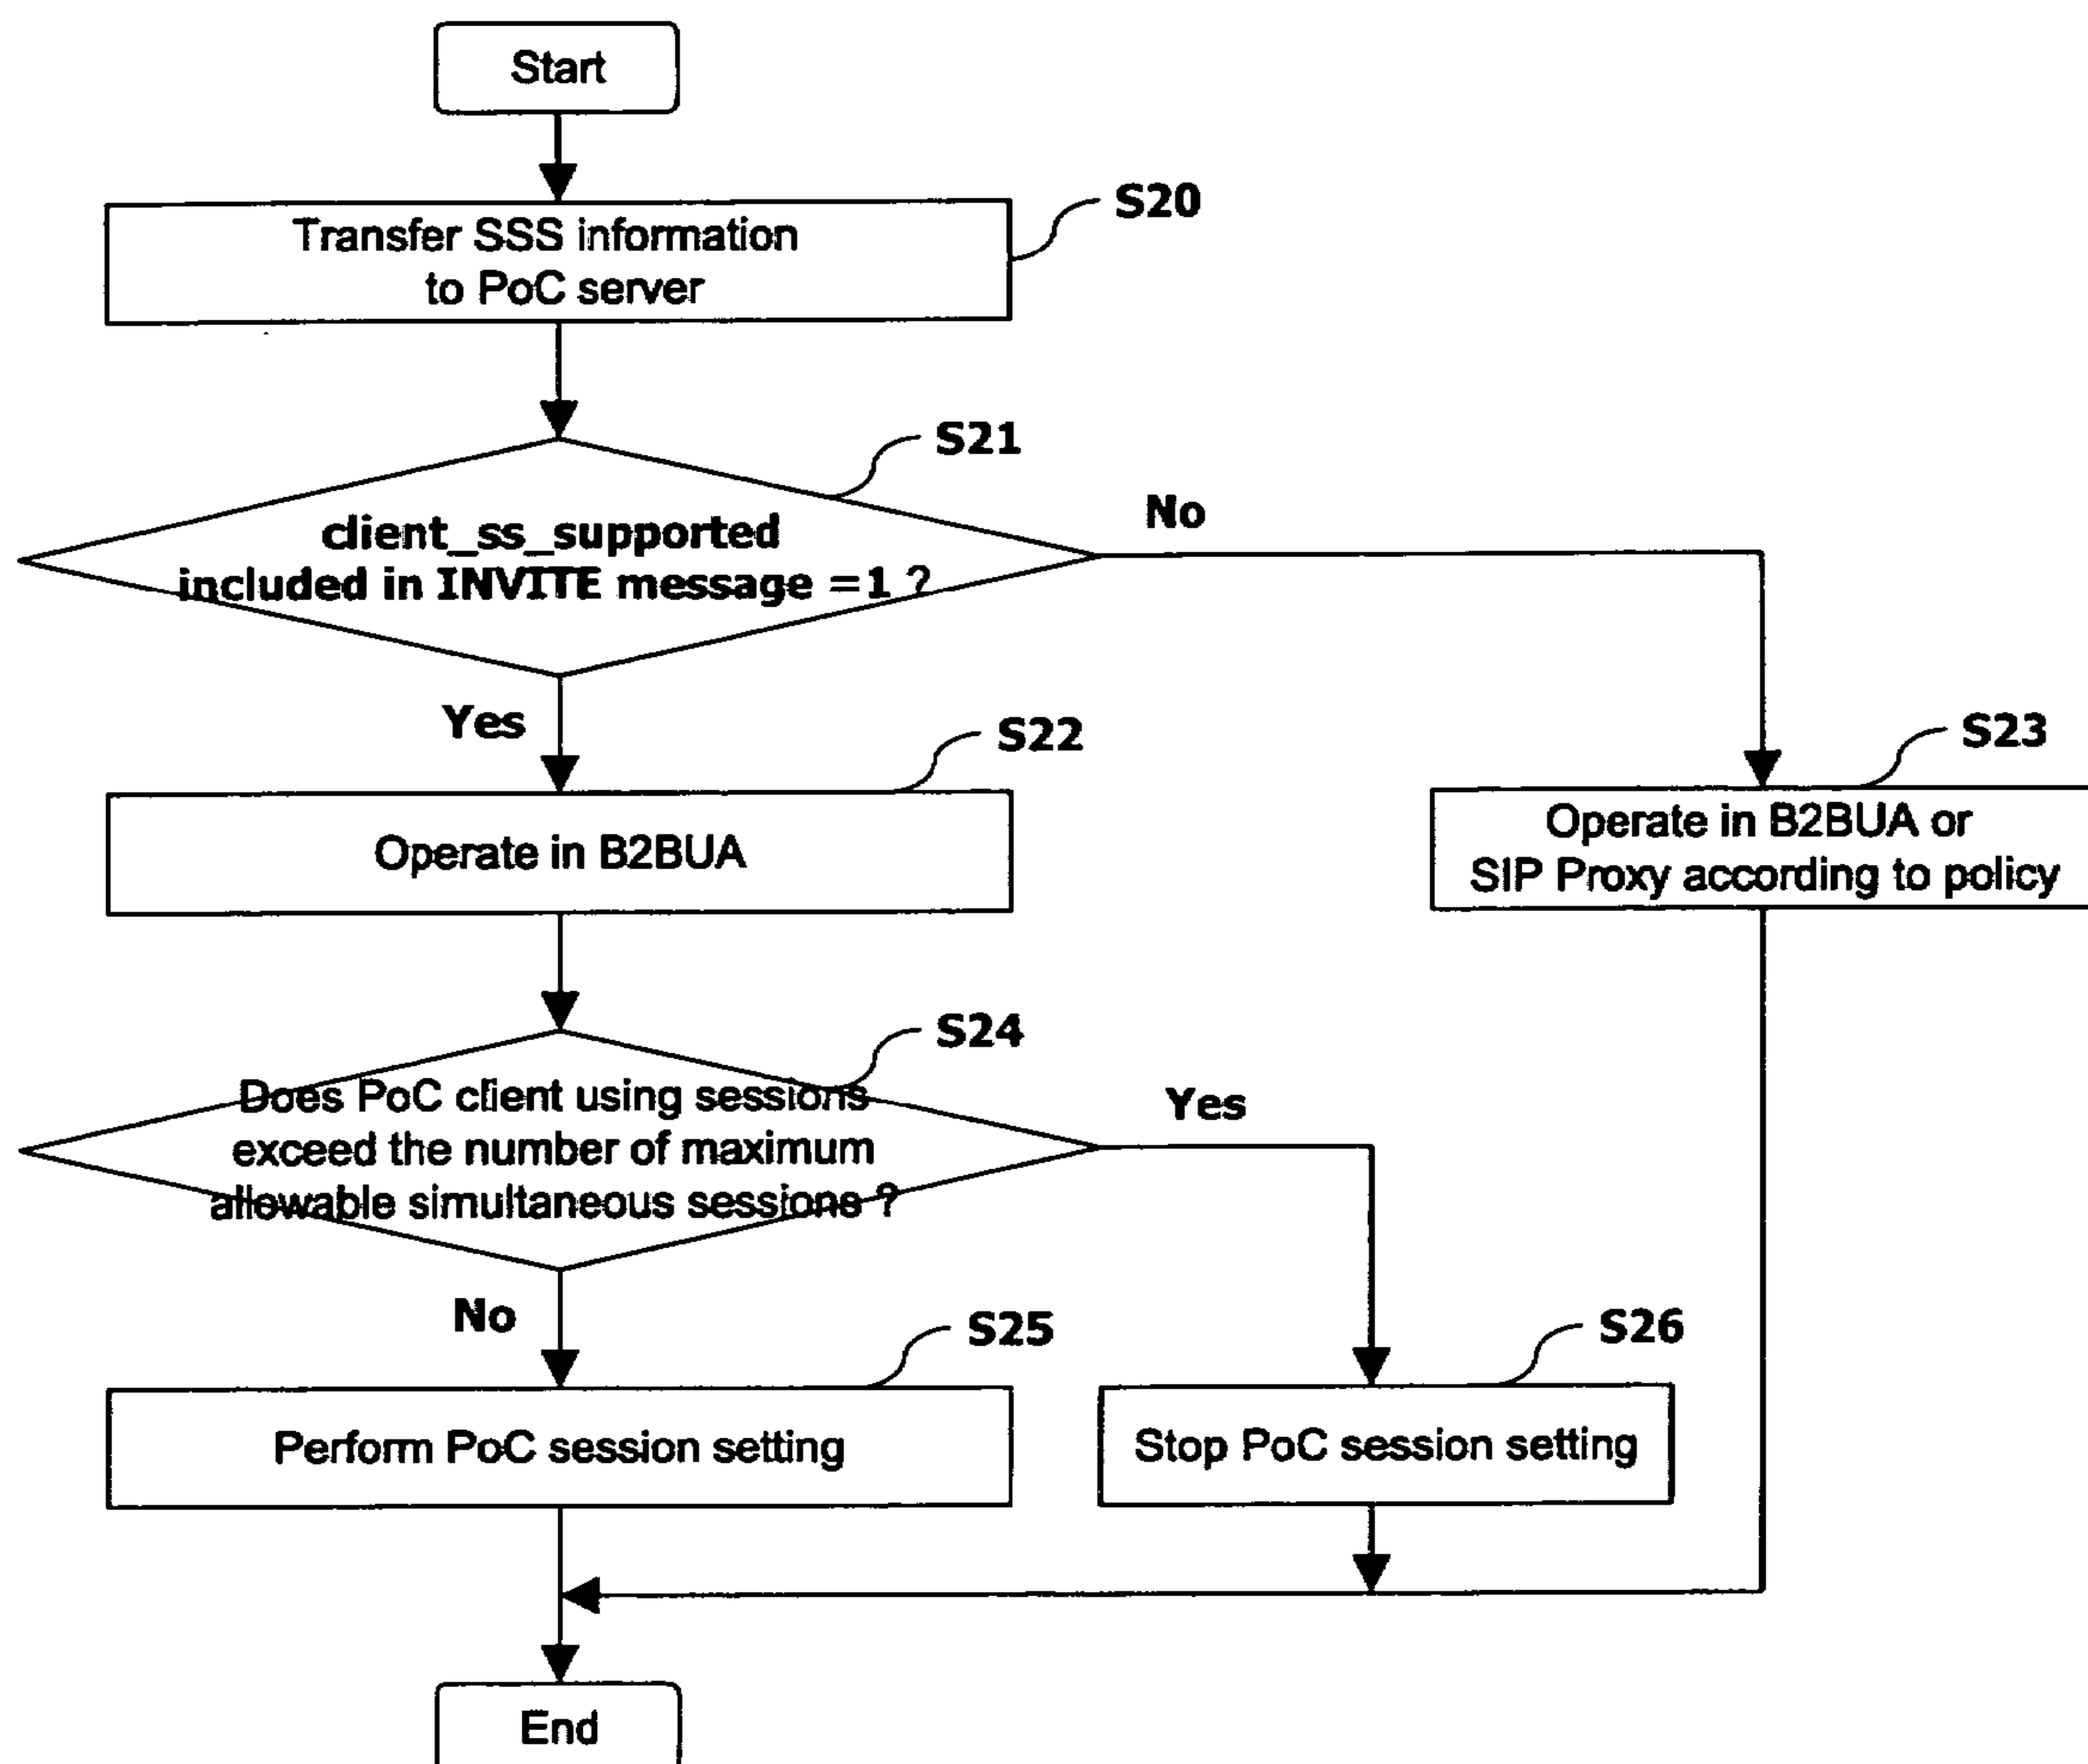 Start
S20
Transfer SSS information
to PoC server
S21
No
client_ss_supported
included in INVITE message =1 ?
Yes
S22
S23
Operate in B2BUA
Operate in B2BUA or
SIP Proxy according to policy
S24
Does PoC client using sessions
exceed the number of maximum
allowable simultaneous sessions ?
Yes
No
S25
S26
Perform PoC session setting
Stop PoC session setting
End